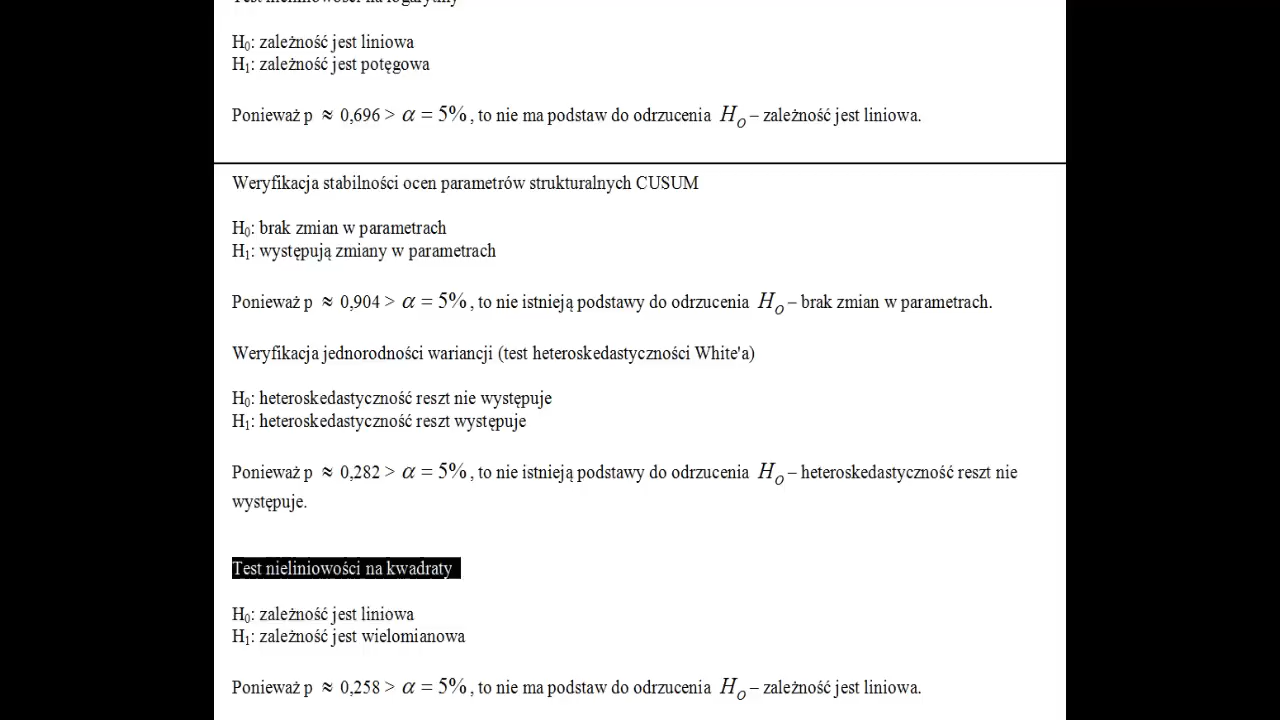 Test nieliniowości na logarytmy
H0: zależność jest liniowa
H1: zależność jest potęgowa
Ponieważ p ≈ 0,696 > α = 5%, to nie ma podstaw do odrzucenia H0 – zależność jest liniowa.
Weryfikacja stabilności ocen parametrów strukturalnych CUSUM
H0: brak zmian w parametrach
H1: występują zmiany w parametrach
Ponieważ p ≈ 0,904 > α = 5%, to nie istnieją podstawy do odrzucenia H0 – brak zmian w parametrach.
Weryfikacja jednorodności wariancji (test heteroskedastyczności White'a)
H0: heteroskedastyczność reszt nie występuje
H1: heteroskedastyczność reszt występuje
Ponieważ p ≈ 0,282 > α = 5%, to nie istnieją podstawy do odrzucenia H0 – heteroskedastyczność reszt nie
występuje.
Test nieliniowości na kwadraty
H0: zależność jest liniowa
H1: zależność jest wielomianowa
Ponieważ p ≈ 0,258 > α = 5%, to nie ma podstaw do odrzucenia H0 – zależność jest liniowa.